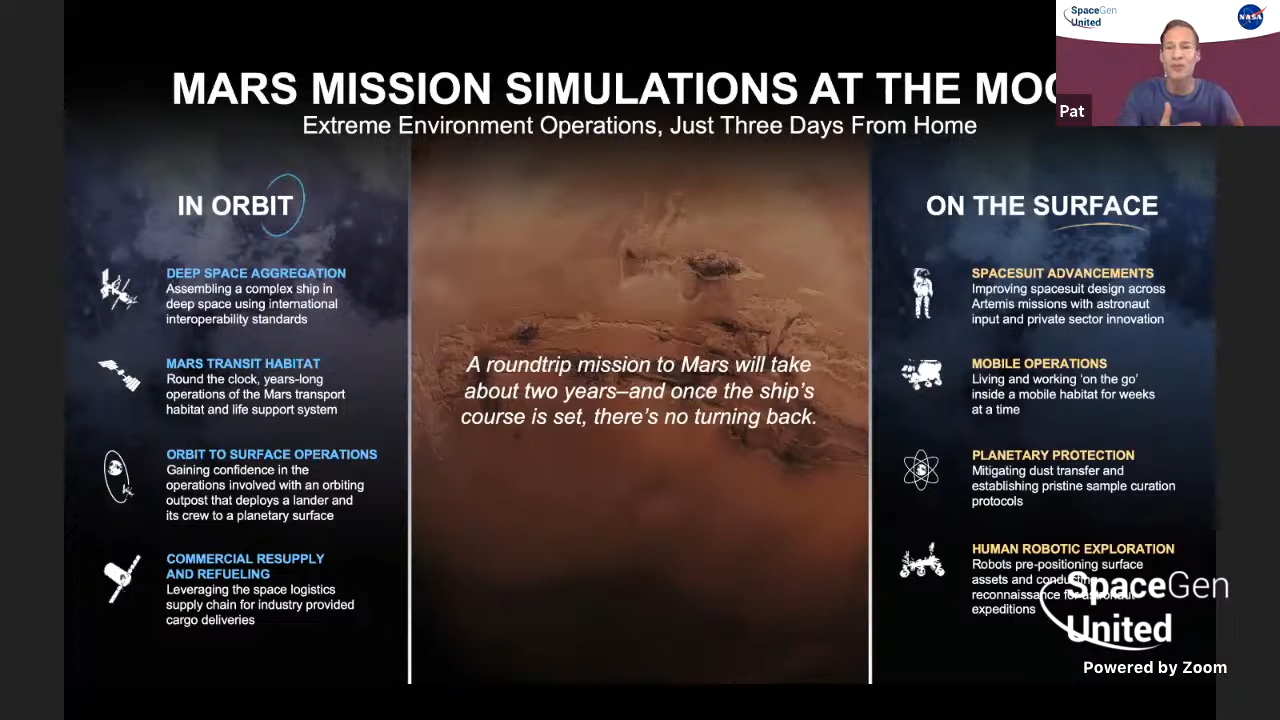 MARS MISSION SIMULATIONS AT THE MOO
Extreme Environment Operations, Just Three Days From Home
SpaceGen
United
NASA
Pat
IN ORBIT
DEEP SPACE AGGREGATION
Assembling a complex ship in
deep space using international
interoperability standards
MARS TRANSIT HABITAT
Round the clock, years-long
operations of the Mars transport
habitat and life support system
ORBIT TO SURFACE OPERATIONS
Gaining confidence in the
operations involved with an orbiting
outpost that deploys a lander and
its crew to a planetary surface
COMMERCIAL RESUPPLY
AND REFUELING
Leveraging the space logistics
supply chain for industry provided
cargo deliveries
A roundtrip mission to Mars will take
about two years–and once the ship's
course is set, there's no turning back.
ON THE SURFACE
SPACESUIT ADVANCEMENTS
Improving spacesuit design across
Artemis missions with astronaut
input and private sector innovation
MOBILE OPERATIONS
Living and working 'on the go'
inside a mobile habitat for weeks
at a time
PLANETARY PROTECTION
Mitigating dust transfer and
establishing pristine sample curation
protocols
HUMAN ROBOTIC EXPLORATION
Robots pre-positioning surface
assets and conducting
reconnaissance for astronaut
expeditions
SpaceGen
United
Powered by Zoom